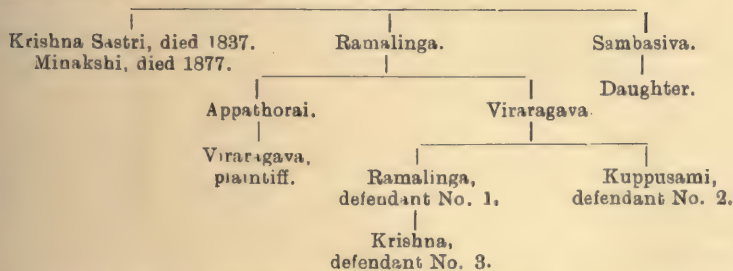 Krishna Sastri, died 1837. Ramalinga. Sambasiva.
Minakshi, died 1877.
Daughter.
Appathorai. Viraragava.
Viraragava, plaintiff. Ramalinga, defendant No. 1, Kuppusami, defendant No. 2.
Krishna,
defendant No. 3.